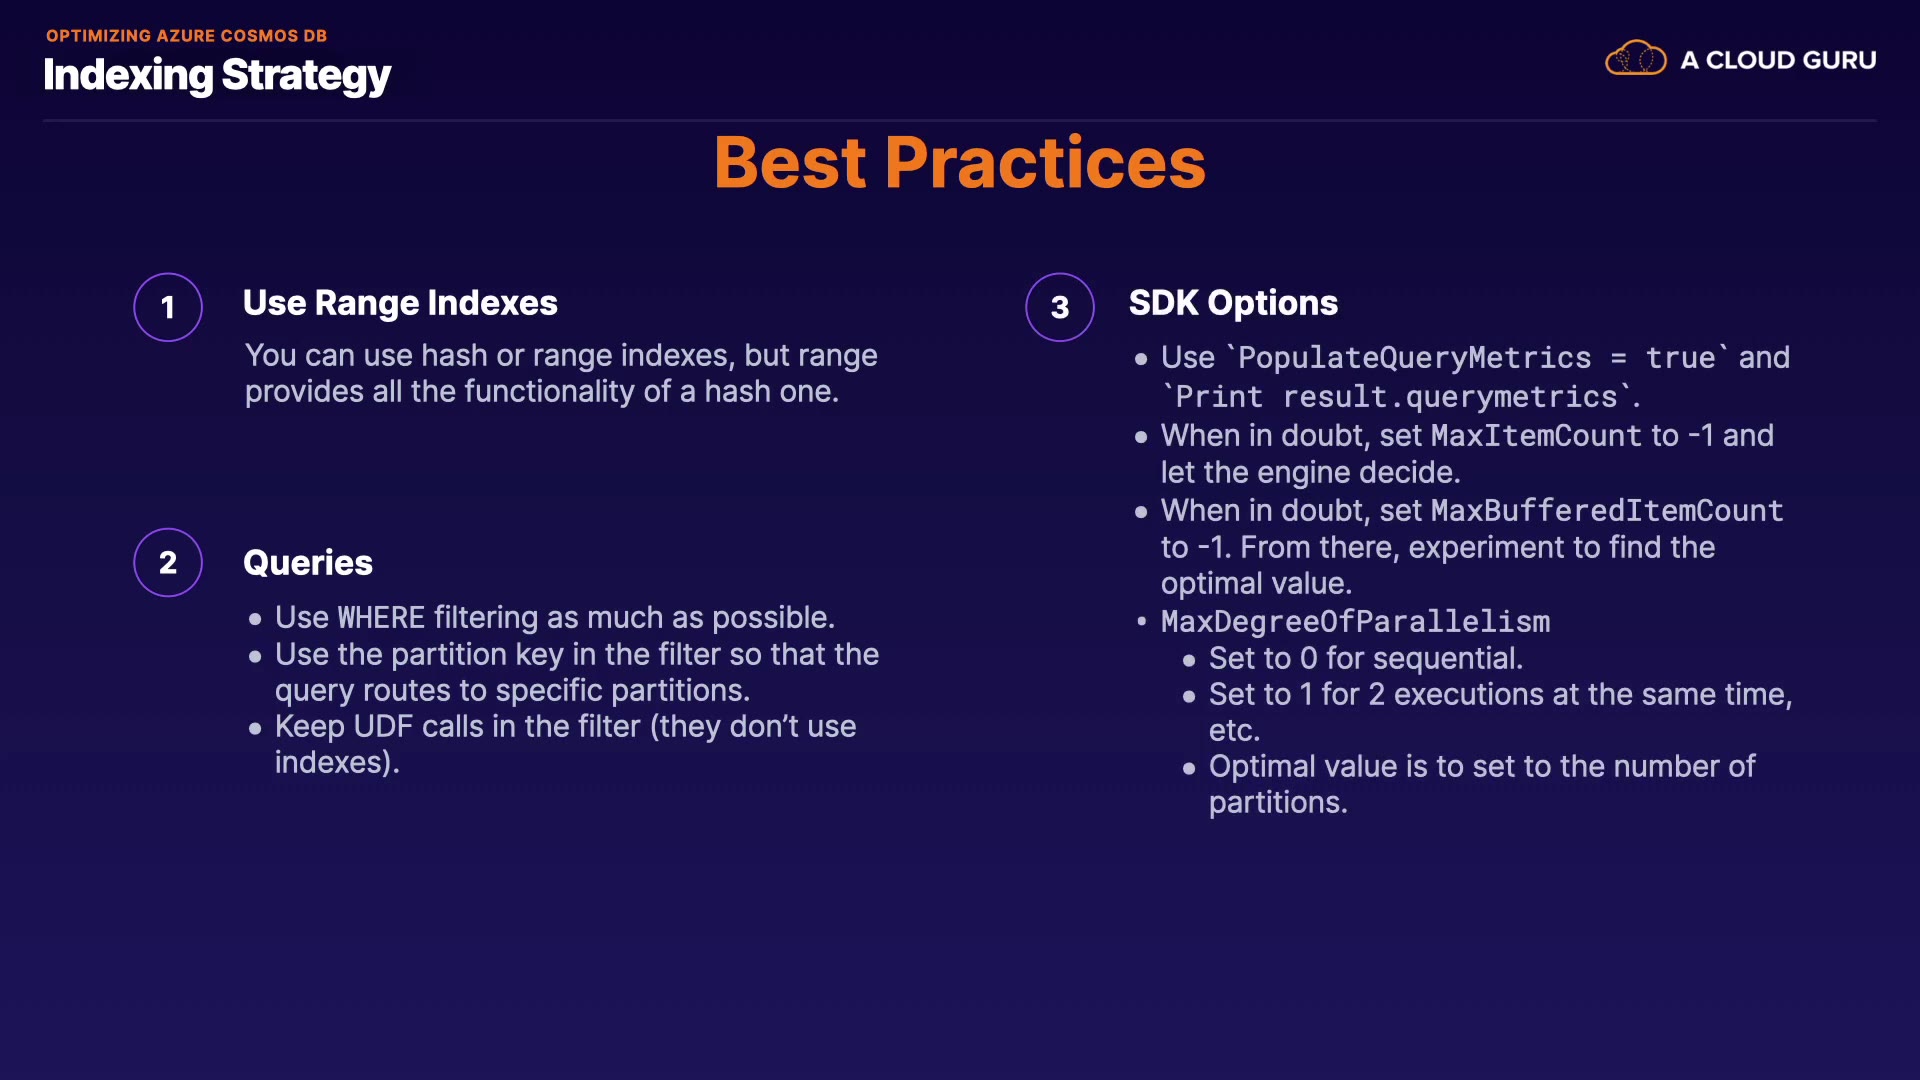 OPTIMIZING AZURE COSMOS DB
Indexing Strategy
A CLOUD GURU
Best Practices
1
Use Range Indexes
You can use hash or range indexes, but range
provides all the functionality of a hash one.
2
Queries
• Use WHERE filtering as much as possible.
• Use the partition key in the filter so that the
query routes to specific partitions.
• Keep UDF calls in the filter (they don’t use
indexes).
3
SDK Options
• Use `PopulateQueryMetrics = true` and
`Print result.querymetrics`.
• When in doubt, set MaxItemCount to -1 and
let the engine decide.
• When in doubt, set MaxBufferedItemCount
to -1. From there, experiment to find the
optimal value.
• MaxDegreeOfParallelism
• Set to 0 for sequential.
• Set to 1 for 2 executions at the same time,
etc.
• Optimal value is to set to the number of
partitions.